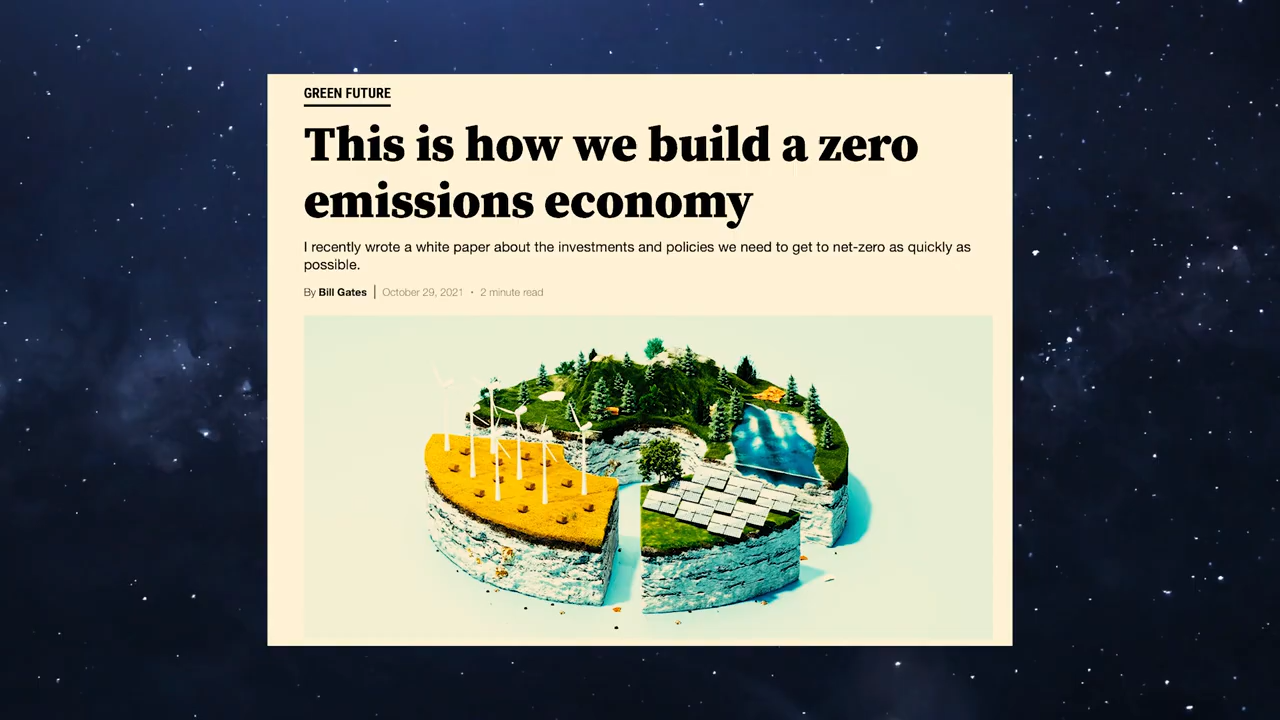 GREEN FUTURE
This is how we build a zero
emissions economy
I recently wrote a white paper about the investments and policies we need to get to net-zero as quickly as
possible.
By Bill Gates | October 29, 2021 • 2 minute read